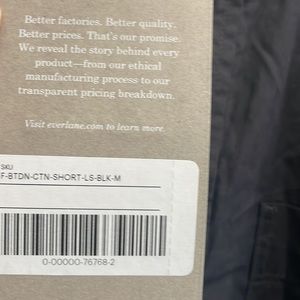 Better factories. Better quality.
Better prices. That's our promise.
We reveal the story behind every
product—from our ethical
manufacturing process to our
transparent pricing breakdown.
Visit everlane.com to learn more.
SKU
F-BTDN-CTN-SHORT-LS-BLK-M
0-00000-76768-2